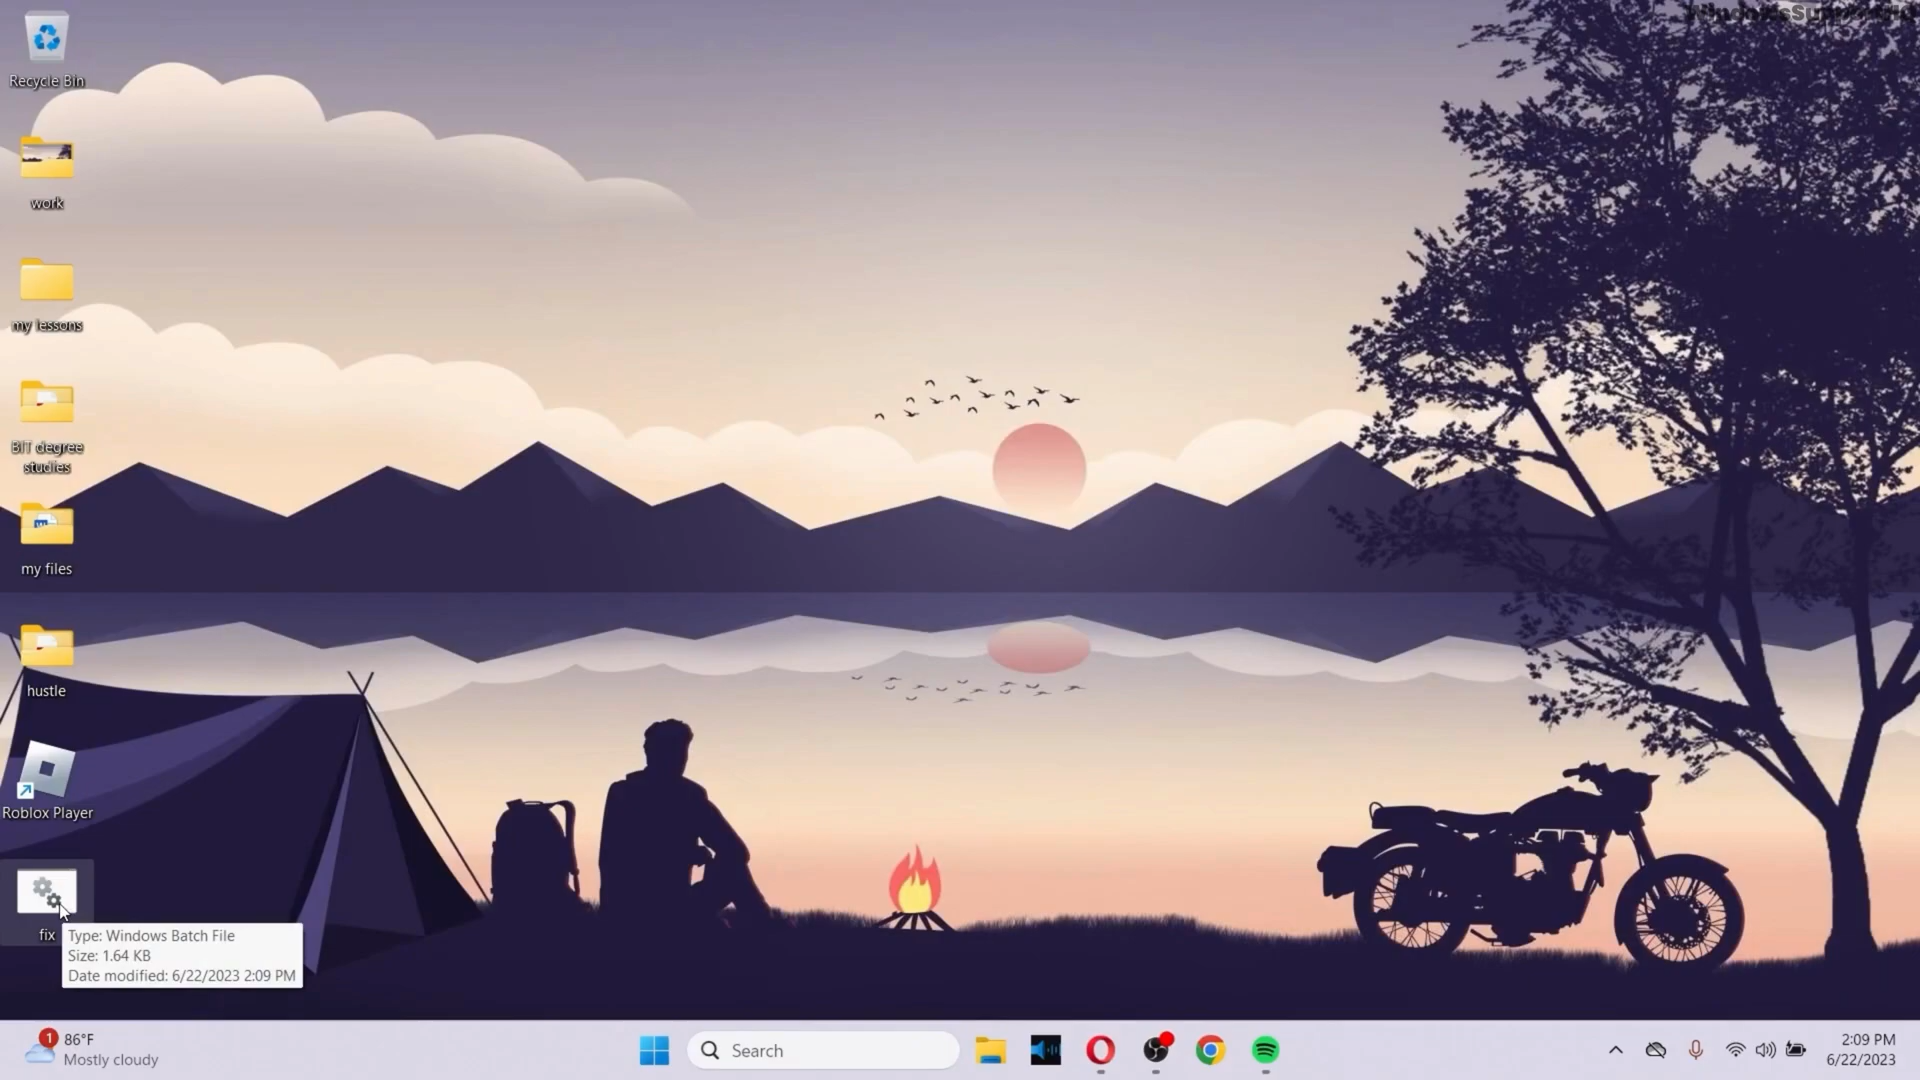 Recycle Bin
work
my lessons
BIT degree
studies
my files
hustle
Roblox Player
fix
Type: Windows Batch File
Size: 1.64 KB
Date modified: 6/22/2023 2:09 PM
1
86°F
Mostly cloudy
Search
2:09 PM
6/22/2023